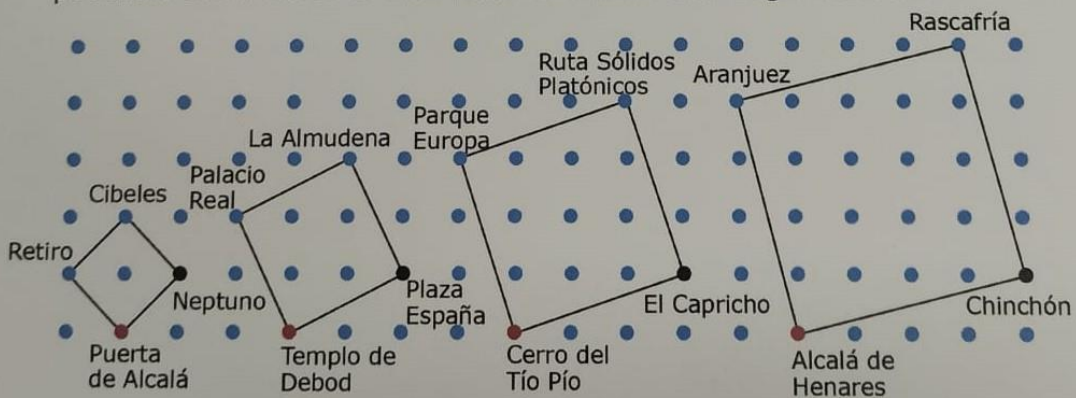 Rascafría
Ruta Sólidos
Platónicos
Aranjuez
Parque
Europa
La Almudena
Palacio
Real
Cibeles
Retiro
Neptuno
Plaza
España
El Capricho
Chinchón
Puerta
de Alcalá
Templo de
Debod
Cerro del
Tío Pío
Alcalá de
Henares